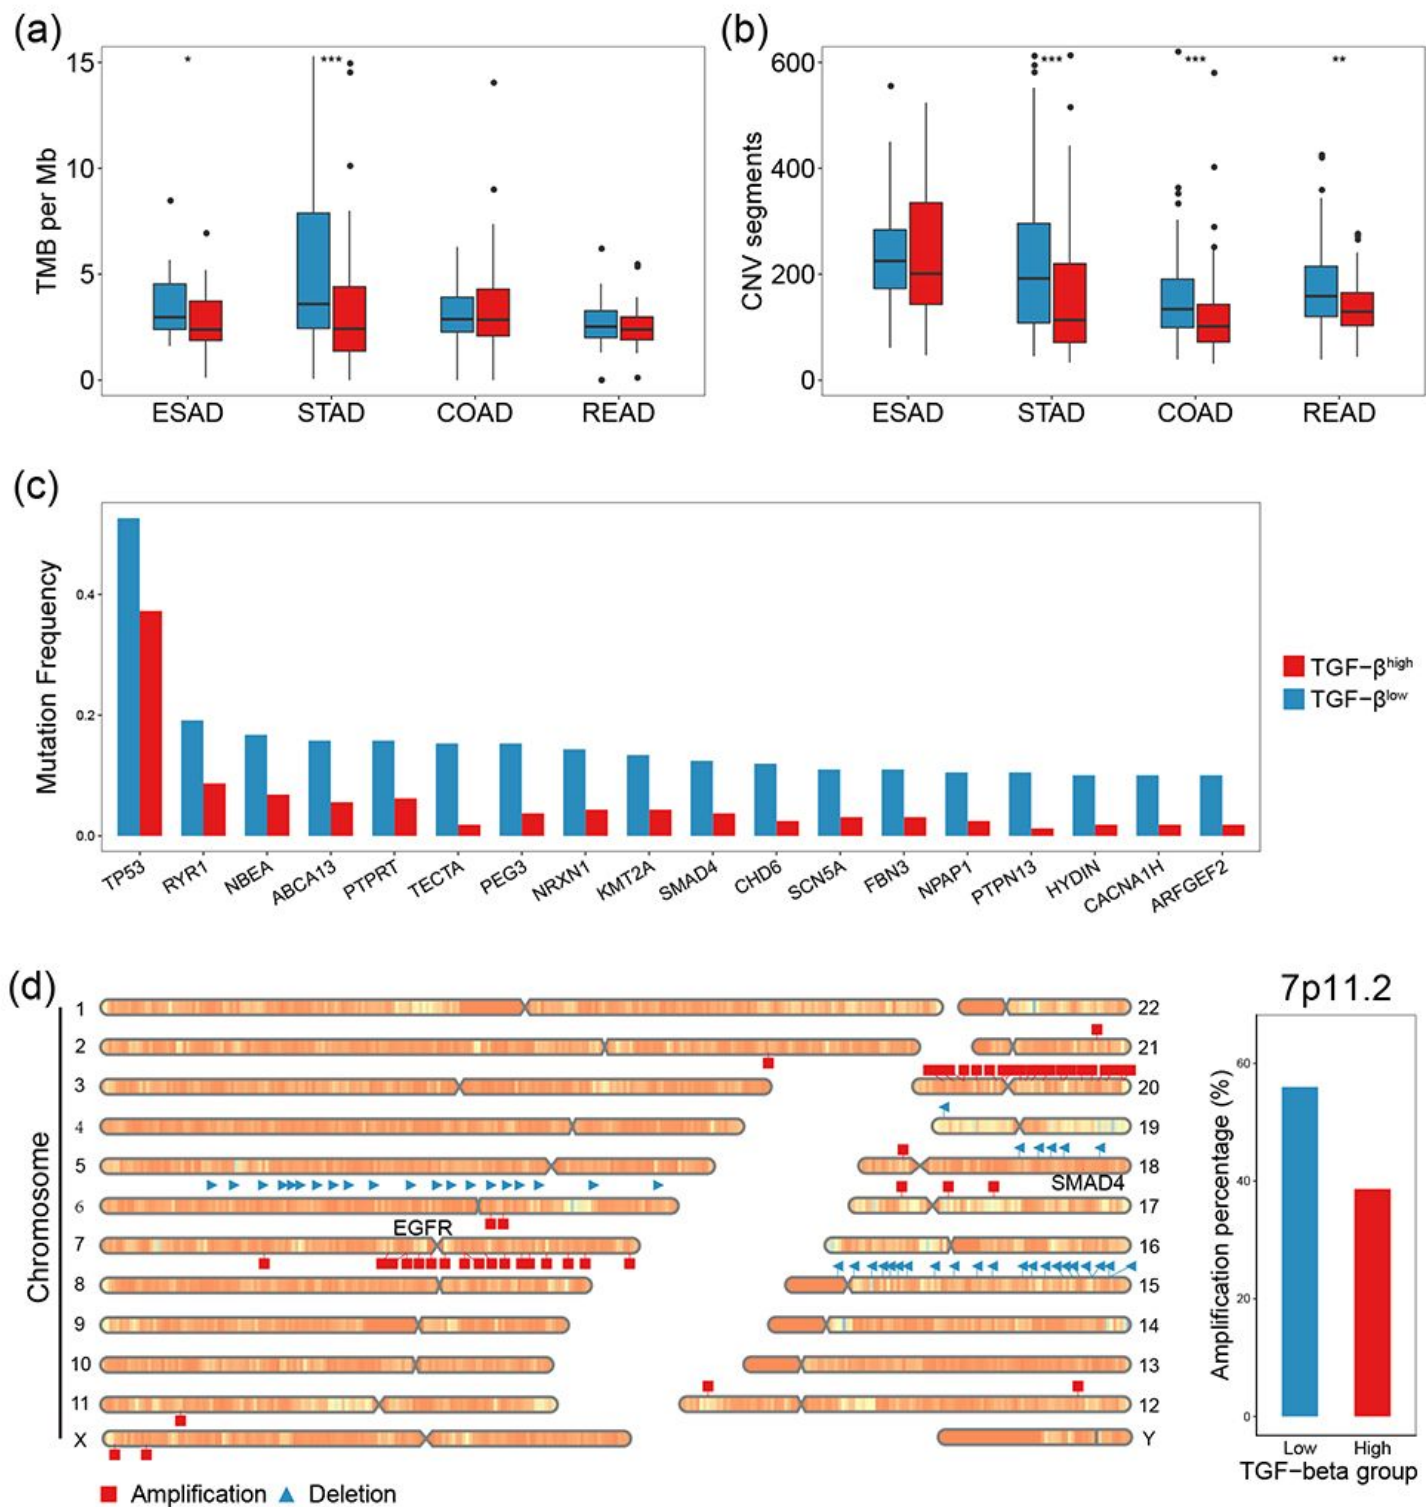 (a)
TMB per Mb
15
10
5
0
*
***
ESAD STAD COAD READ
(b)
CNV segments
600
400
200
0
***
***
**
ESAD STAD COAD READ
(c)
Mutation Frequency
0.4
0.2
0.0
TP53 RYR1 NBEA ABCA13 PTPRT TECTA PEG3 NRXN1 KMT2A SMAD4 CHD6 SCN5A FBN3 NPAP1 PTPN13 HYDIN CACNA1H ARFGEF2
TGF−β^high
TGF−β^low
(d)
Chromosome
1
2
3
4
5
6
7
8
9
10
11
X
22
21
20
19
18
17
16
15
14
13
12
Y
EGFR
SMAD4
Amplification Deletion
7p11.2
Amplification percentage (%)
60
40
20
0
Low High
TGF−beta group